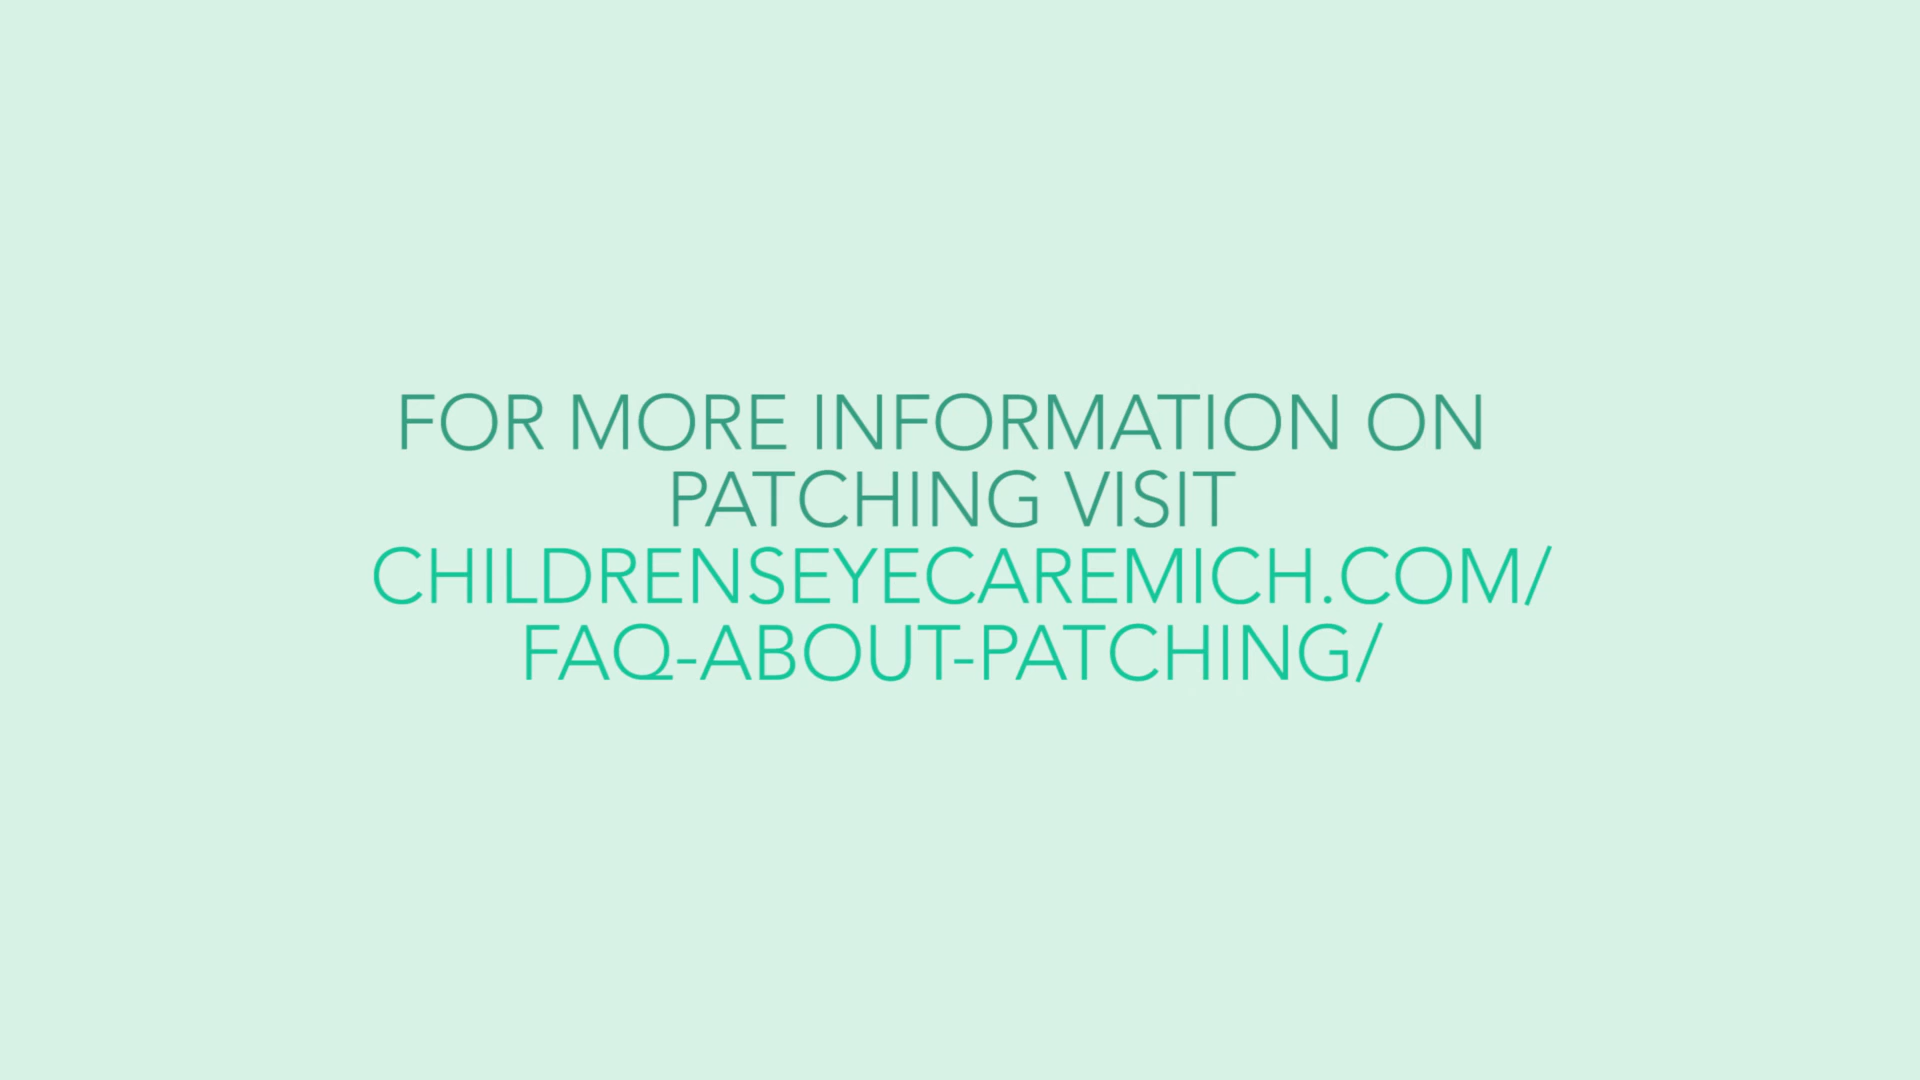 FOR MORE INFORMATION ON
PATCHING VISIT
CHILDRENSEYECAREMICH.COM/
FAQ-ABOUT-PATCHING/